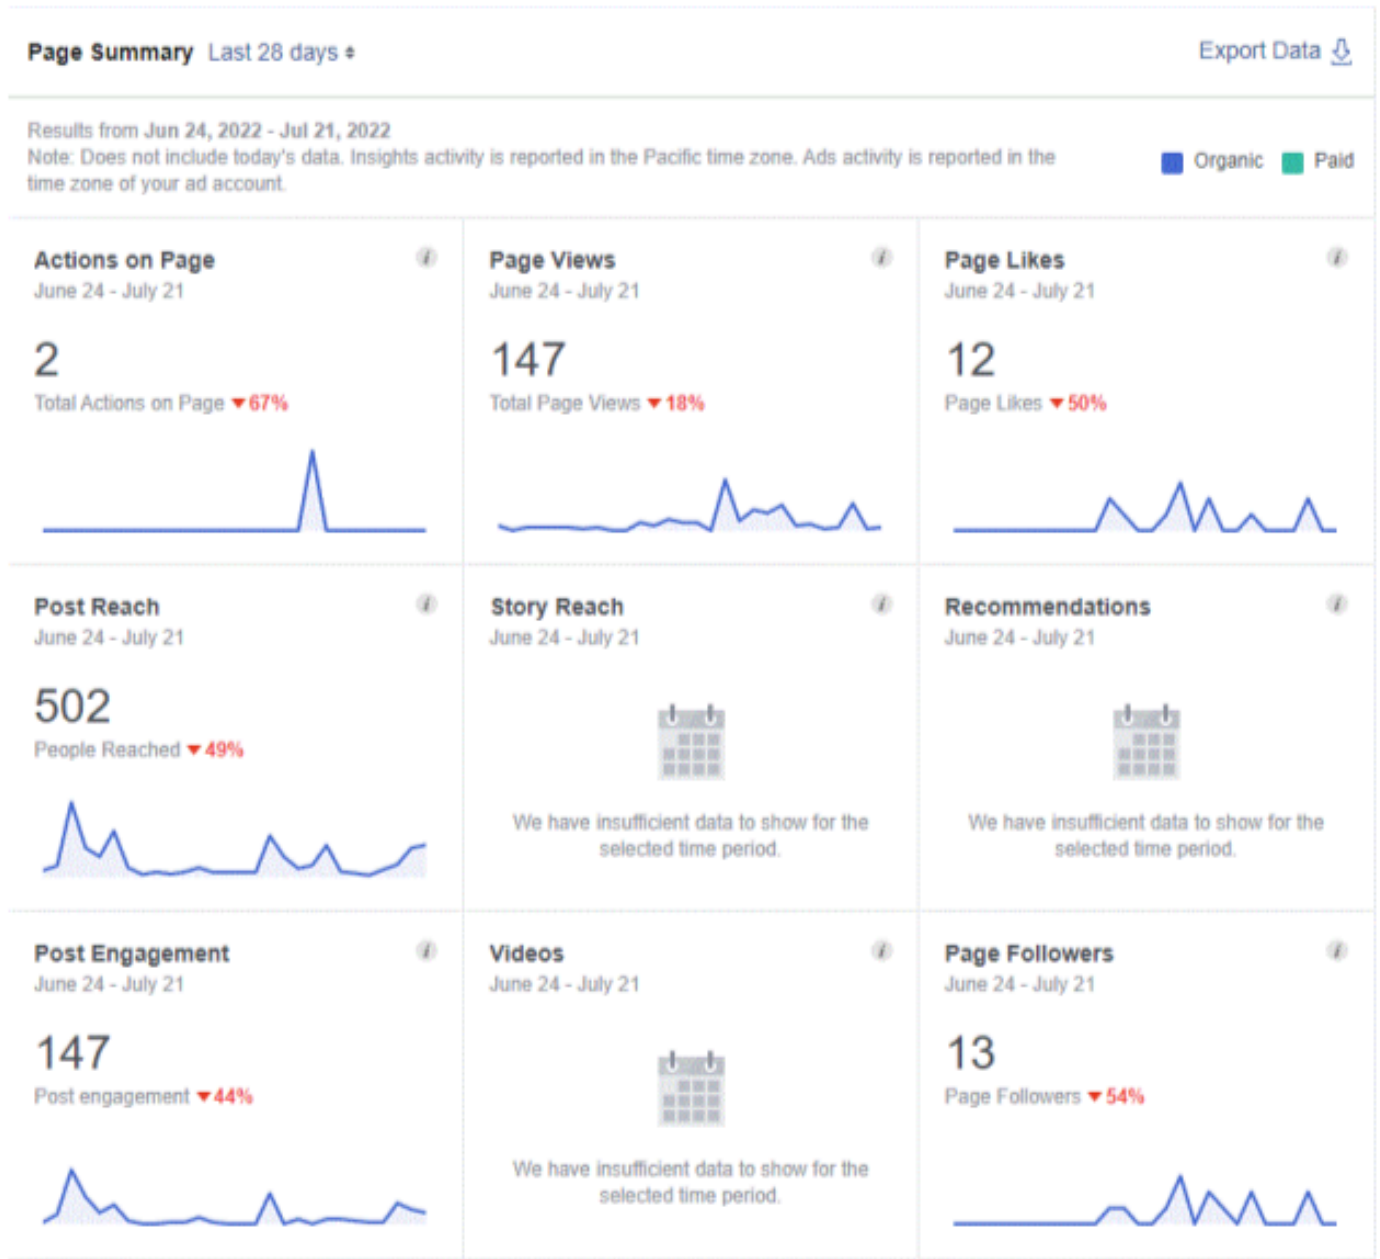 Page Summary Last 28 days
Export Data
Results from Jun 24, 2022 - Jul 21, 2022
Note: Does not include today's data. Insights activity is reported in the Pacific time zone. Ads activity is reported in the
time zone of your ad account.
Organic Paid
Actions on Page
June 24 - July 21
2
Total Actions on Page ▼67%
Page Views
June 24 - July 21
147
Total Page Views ▼18%
Page Likes
June 24 - July 21
12
Page Likes ▼50%
Post Reach
June 24 - July 21
502
People Reached ▼49%
Story Reach
June 24 - July 21
We have insufficient data to show for the
selected time period.
Recommendations
June 24 - July 21
We have insufficient data to show for the
selected time period.
Post Engagement
June 24 - July 21
147
Post engagement ▼44%
Videos
June 24 - July 21
We have insufficient data to show for the
selected time period.
Page Followers
June 24 - July 21
13
Page Followers ▼54%